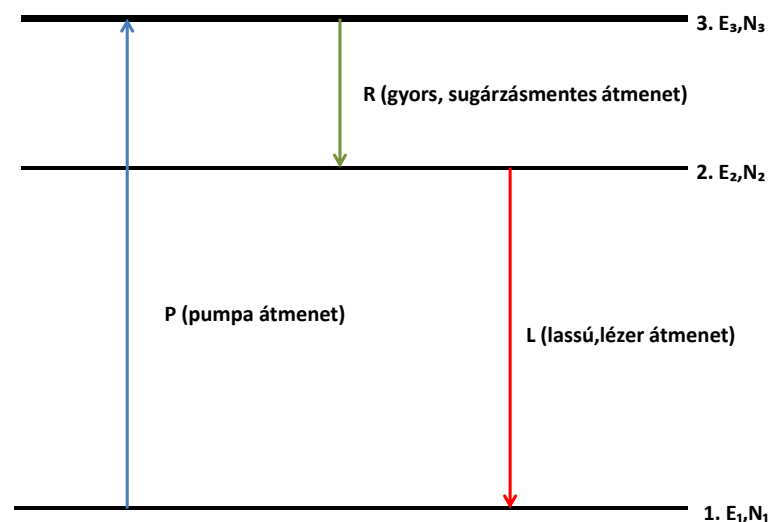 3. E₃,N₃
R (gyors, sugárzásmentes átmenet)
2. E₂,N₂
P (pumpa átmenet)
L (lassú,lézer átmenet)
1. E₁,N₁